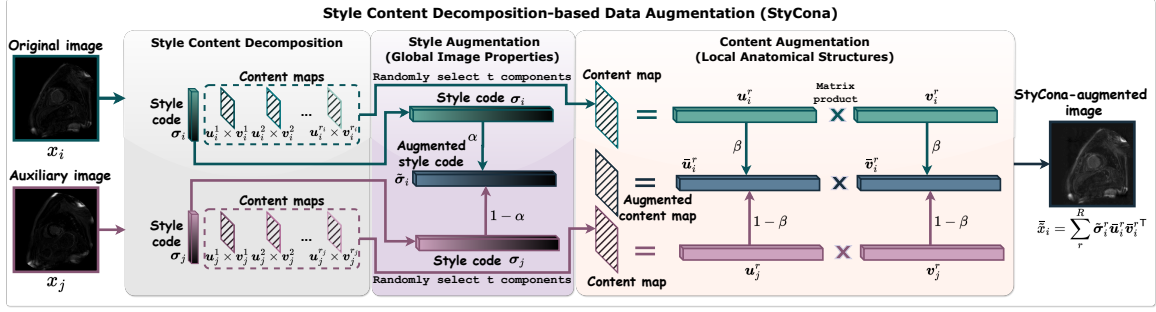 Style Content Decomposition-based Data Augmentation (StyCona)
Original image
x_i
Auxiliary image
x_j
Style Content Decomposition
Content maps
Style
code
σ_i
u_i^1 × v_i^1 u_i^2 × v_i^2 ... u_i^{r_i} × v_i^{r_i}
Content maps
Style
code
σ_j
u_j^1 × v_j^1 u_j^2 × v_j^2 ... u_j^{r_j} × v_j^{r_j}
Style Augmentation
(Global Image Properties)
Randomly select t components
Style code σ_i
α
Augmented
style code
σ̃_i
1 − α
Style code σ_j
Randomly select t components
Content Augmentation
(Local Anatomical Structures)
Content map
=
u_i^r
Matrix
product
×
v_i^r
β
β
ū_i^r
v̄_i^r
=
×
Augmented
content map
1 − β
1 − β
=
×
Content map
u_j^r
v_j^r
StyCona-augmented
image
x̄̃_i = ∑_r^R σ̃_i^r ū_i^r v̄_i^{r⊤}